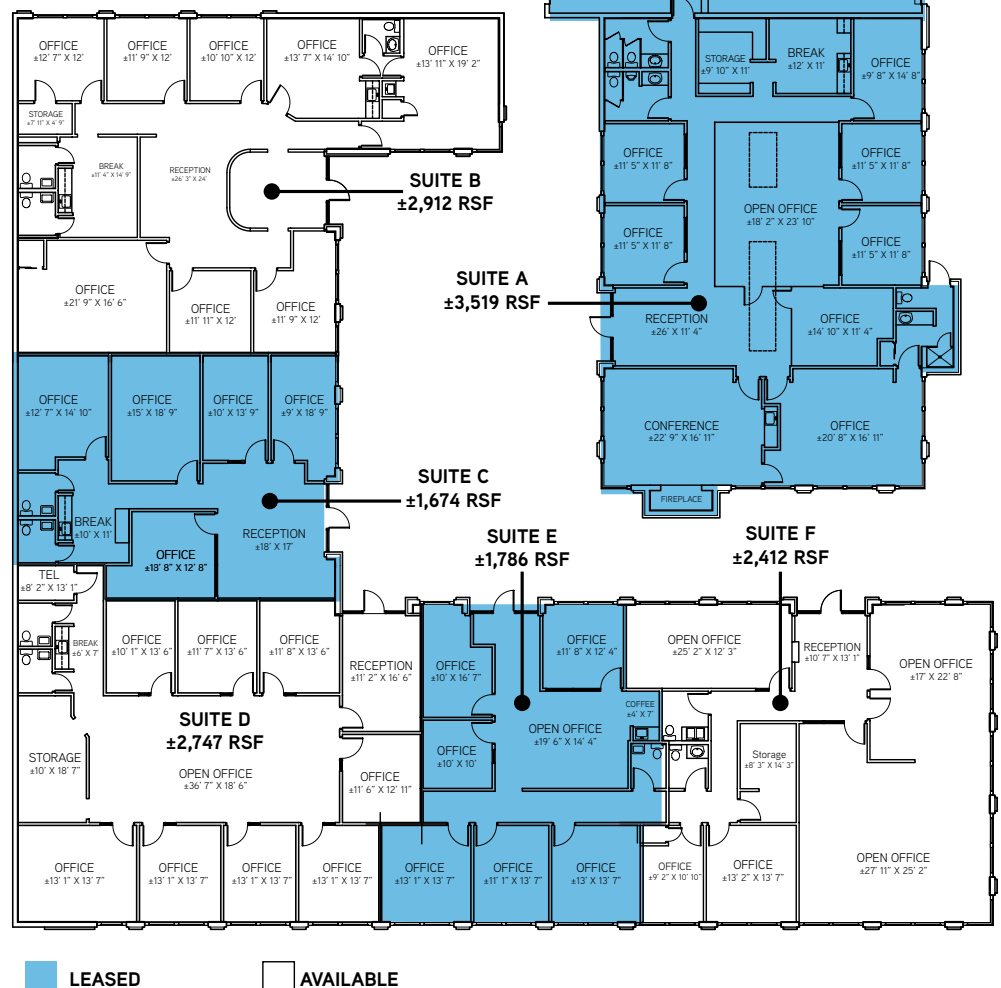 OFFICE
±12' 7" X 12'
OFFICE
±11' 9" X 12'
OFFICE
±10' 10" X 12'
OFFICE
±13' 7" X 14' 10"
OFFICE
±13' 11" X 19' 2"
STORAGE
±7' 11" X 4' 9"
BREAK
±11' 4" X 14' 9"
RECEPTION
±26' 3" X 24'
SUITE B
±2,912 RSF
OFFICE
±21' 9" X 16' 6"
OFFICE
±11' 11" X 12'
OFFICE
±11' 9" X 12'
STORAGE
±9' 10" X 11'
BREAK
±12' X 11'
OFFICE
±9' 8" X 14' 8"
OFFICE
±11' 5" X 11' 8"
OFFICE
±11' 5" X 11' 8"
OPEN OFFICE
±18' 2" X 23' 10"
OFFICE
±11' 5" X 11' 8"
OFFICE
±11' 5" X 11' 8"
SUITE A
±3,519 RSF
RECEPTION
±26' X 11' 4"
OFFICE
±14' 10" X 11' 4"
CONFERENCE
±22' 9" X 16' 11"
OFFICE
±20' 8" X 16' 11"
FIREPLACE
OFFICE
±12' 7" X 14' 10"
OFFICE
±15' X 18' 9"
OFFICE
±10' X 13' 9"
OFFICE
±9' X 18' 9"
SUITE C
±1,674 RSF
BREAK
±10' X 11'
OFFICE
±18' 8" X 12' 8"
RECEPTION
±18' X 17'
SUITE E
±1,786 RSF
SUITE F
±2,412 RSF
TEL
±8' 2" X 13' 1"
BREAK
±6' X 7'
OFFICE
±10' 1" X 13' 6"
OFFICE
±11' 7" X 13' 6"
OFFICE
±11' 8" X 13' 6"
RECEPTION
±11' 2" X 16' 6"
SUITE D
±2,747 RSF
STORAGE
±10' X 18' 7"
OPEN OFFICE
±36' 7" X 18' 6"
OFFICE
±11' 6" X 12' 11"
OFFICE
±13' 1" X 13' 7"
OFFICE
±13' 1" X 13' 7"
OFFICE
±13' 1" X 13' 7"
OFFICE
±13' 1" X 13' 7"
OFFICE
±10' X 16' 7"
OFFICE
±11' 8" X 12' 4"
COFFEE
±4' X 7'
OPEN OFFICE
±19' 6" X 14' 4"
OFFICE
±10' X 10'
OFFICE
±13' 1" X 13' 7"
OFFICE
±11' 1" X 13' 7"
OFFICE
±13' X 13' 7"
OPEN OFFICE
±25' 2" X 12' 3"
RECEPTION
±10' 7" X 13' 1"
OPEN OFFICE
±17' X 22' 8"
Storage
±8' 3" X 14' 3"
OFFICE
±9' 2" X 10' 10"
OFFICE
±13' 2" X 13' 7"
OPEN OFFICE
±27' 11" X 25' 2"
LEASED
AVAILABLE